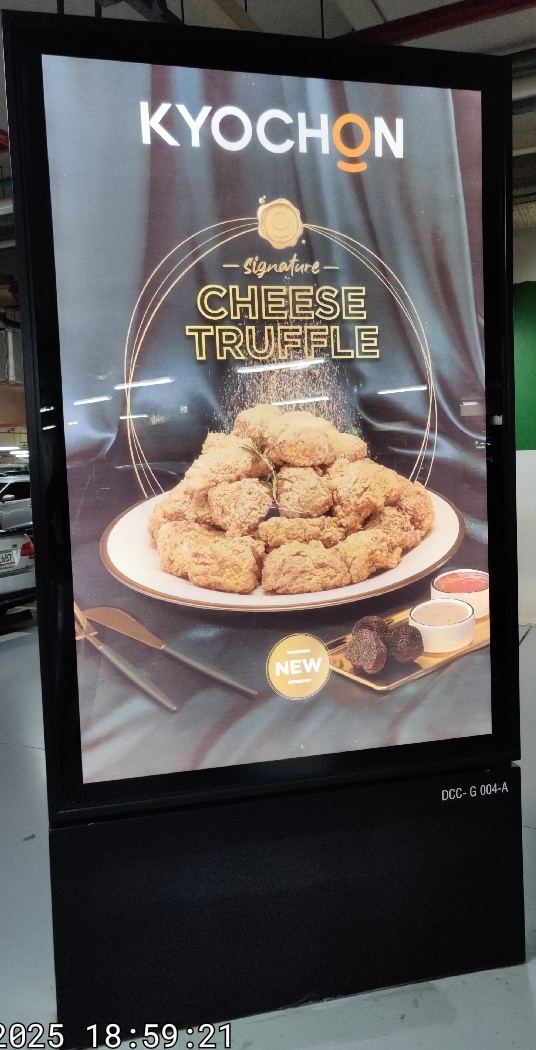 KYOCHON
Signature
CHEESE
TRUFFLE
NEW
DCC- G 004-A
2025 18:59:21